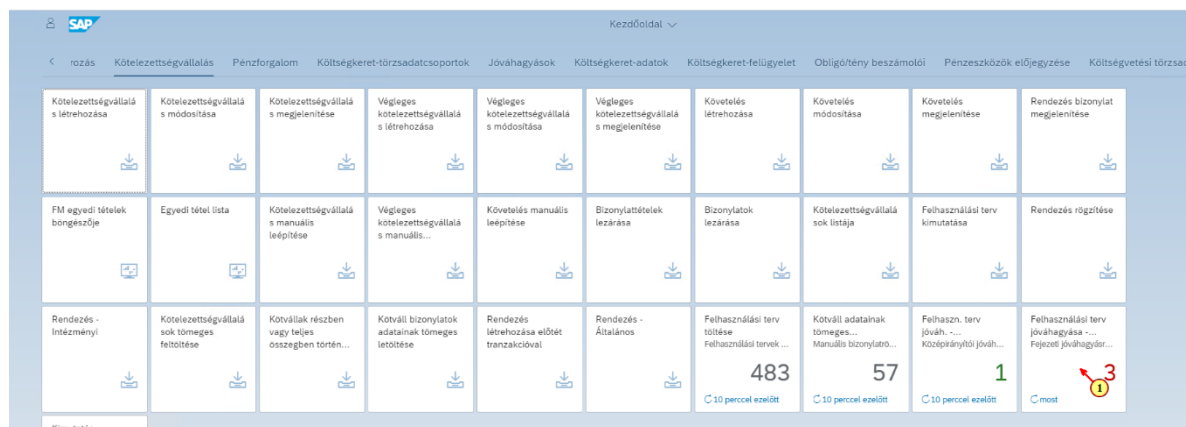 SAP
Kezdőoldal
rozás Kötelezettségvállalás Pénzforgalom Költségkeret-törzsadatcsoportok Jóváhagyások Költségkeret-adatok Költségkeret-felügyelet Obligó/tény beszámolói Pénzeszközök előjegyzése Költségvetési törzsad
Kötelezettségvállalá
s létrehozása
Kötelezettségvállalá
s módosítása
Kötelezettségvállalá
s megjelenítése
Végleges
kötelezettségvállalá
s létrehozása
Végleges
kötelezettségvállalá
s módosítása
Végleges
kötelezettségvállalá
s megjelenítése
Követelés
létrehozása
Követelés
módosítása
Követelés
megjelenítése
Rendezés bizonylat
megjelenítése
FM egyedi tételek
böngészője
Egyedi tétel lista
Kötelezettségvállalá
s manuális
leépítése
Végleges
kötelezettségvállalá
s manuális...
Követelés manuális
leépítése
Bizonylattételek
lezárása
Bizonylatok
lezárása
Kötelezettségvállalá
sok listája
Felhasználási terv
kimutatása
Rendezés rögzítése
Rendezés -
Intézményi
Kötelezettségvállalá
sok tömeges
feltöltése
Kötvállak részben
vagy teljes
összegben történ...
Kötváll bizonylatok
adatainak tömeges
letöltése
Rendezés
létrehozása előtét
tranzakcióval
Rendezés -
Általános
Felhasználási terv
töltése
Felhasználási tervek ...
483
10 perccel ezelőtt
Kötváll adatainak
tömeges...
Manuális bizonylatrö...
57
10 perccel ezelőtt
Felhaszn. terv
jóváh. -...
Középirányítói jóváh...
1
10 perccel ezelőtt
Felhasználási terv
jóváhagyása -...
Fejezeti jóváhagyásr...
3
1
most